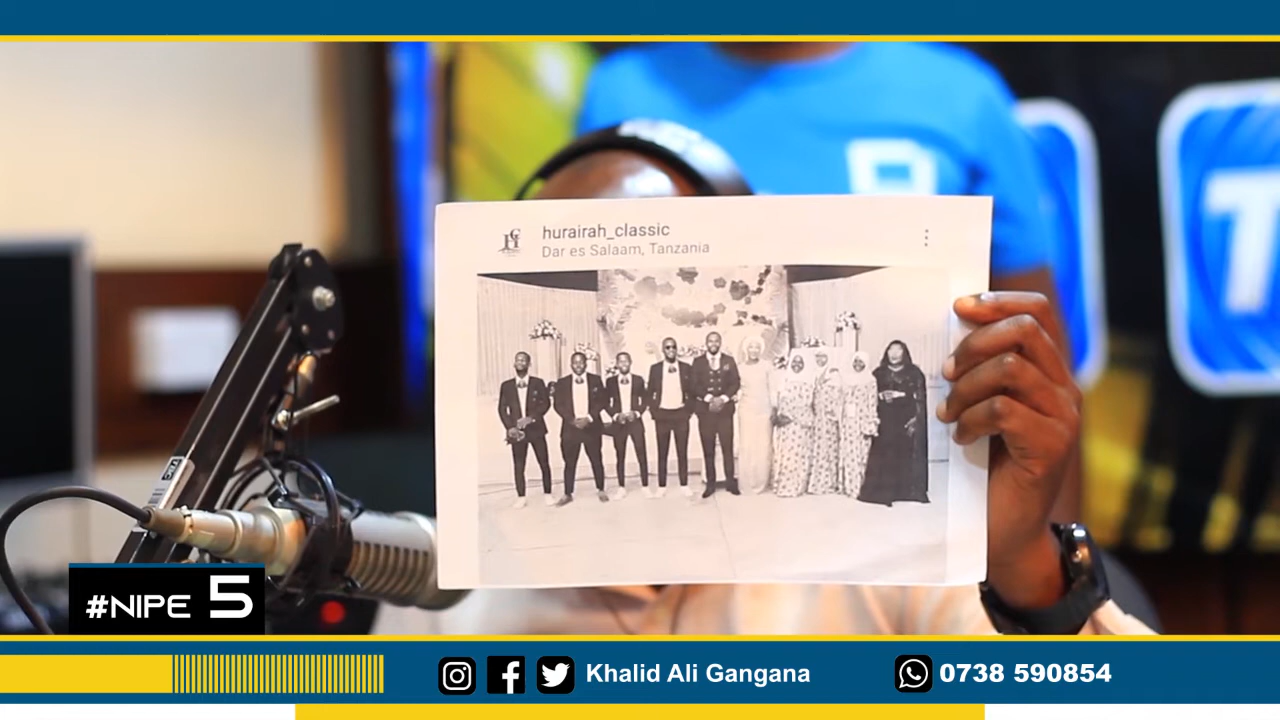 hurairah_classic
Dar es Salaam, Tanzania
#NIPE 5
Khalid Ali Gangana
0738 590854